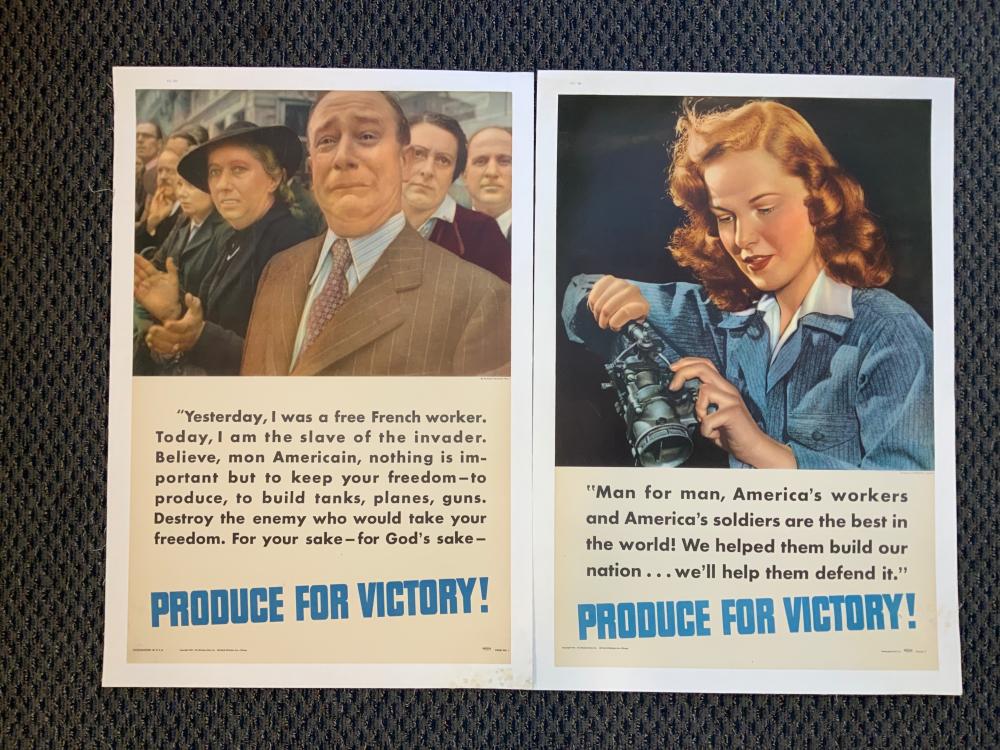 "Yesterday, I was a free French worker.
Today, I am the slave of the invader.
Believe, mon Americain, nothing is im-
portant but to keep your freedom—to
produce, to build tanks, planes, guns.
Destroy the enemy who would take your
freedom. For your sake—for God's sake—
PRODUCE FOR VICTORY!
"Man for man, America's workers
and America's soldiers are the best in
the world! We helped them build our
nation . . . we'll help them defend it."
PRODUCE FOR VICTORY!